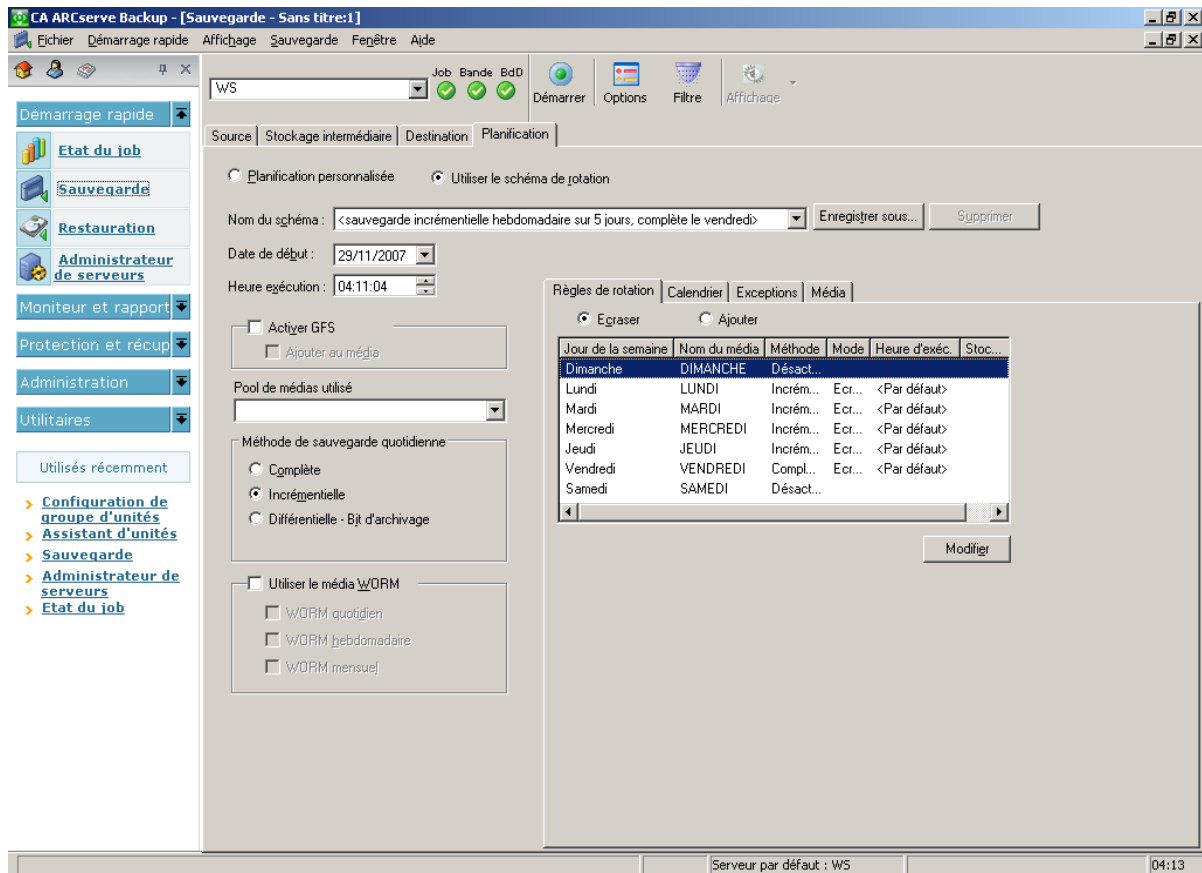 CA ARCserve Backup - [Sauvegarde - Sans titre:1]
Fichier Démarrage rapide Affichage Sauvegarde Fenêtre Aide
WS
Job Bande BdD
Démarrer
Options
Filtre
Affichage
Démarrage rapide
Etat du job
Sauvegarde
Restauration
Administrateur
de serveurs
Moniteur et rapport
Protection et récup
Administration
Utilitaires
Utilisés récemment
Configuration de
groupe d'unités
Assistant d'unités
Sauvegarde
Administrateur de
serveurs
Etat du job
Source Stockage intermédiaire Destination Planification
Planification personnalisée Utiliser le schéma de rotation
Nom du schéma : <sauvegarde incrémentielle hebdomadaire sur 5 jours, complète le vendredi> Enregistrer sous... Supprimer
Date de début : 29/11/2007
Heure exécution : 04:11:04
Activer GFS
Ajouter au média
Pool de médias utilisé
Méthode de sauvegarde quotidienne
Complète
Incrémentielle
Différentielle - Bit d'archivage
Utiliser le média WORM
WORM quotidien
WORM hebdomadaire
WORM mensuel
Règles de rotation Calendrier Exceptions Média
Ecraser Ajouter
Jour de la semaine Nom du média Méthode Mode Heure d'exéc. Stoc...
Dimanche DIMANCHE Désact...
Lundi LUNDI Incrém... Ecr... <Par défaut>
Mardi MARDI Incrém... Ecr... <Par défaut>
Mercredi MERCREDI Incrém... Ecr... <Par défaut>
Jeudi JEUDI Incrém... Ecr... <Par défaut>
Vendredi VENDREDI Compl... Ecr... <Par défaut>
Samedi SAMEDI Désact...
Modifier
Serveur par défaut : WS
04:13